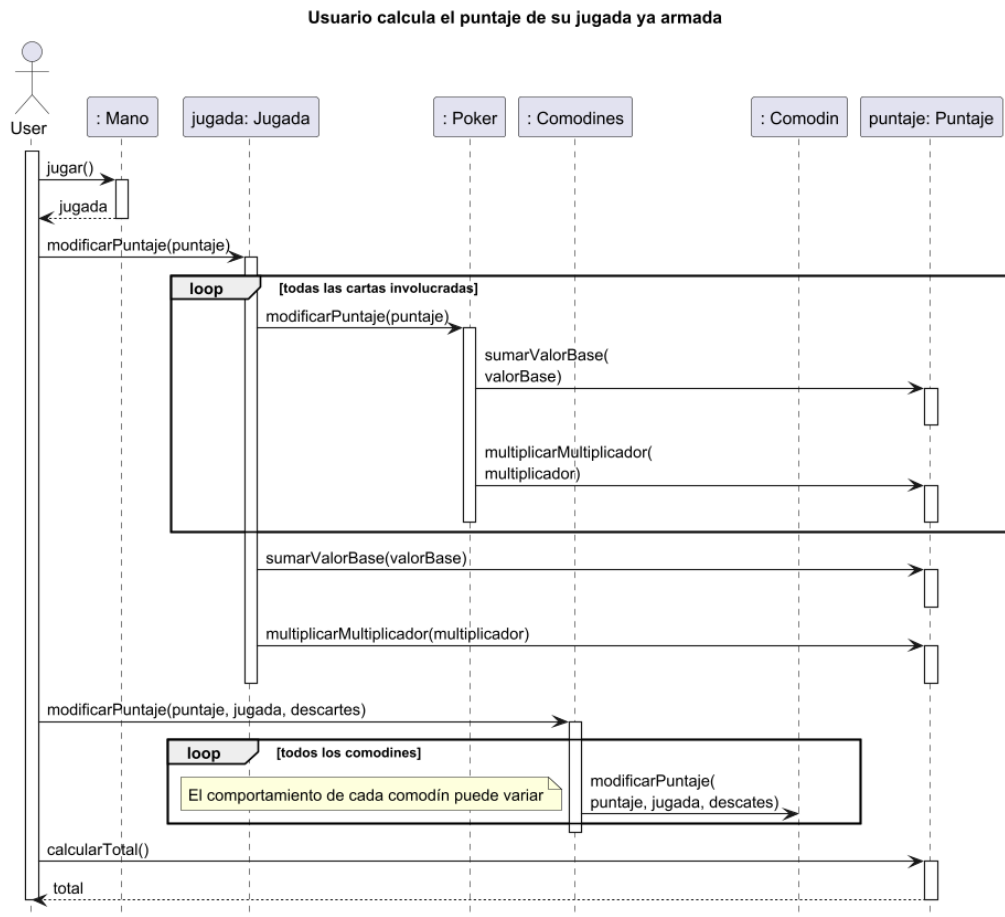 Usuario calcula el puntaje de su jugada ya armada
User
: Mano
jugada: Jugada
: Poker
: Comodines
: Comodin
puntaje: Puntaje
jugar()
jugada
modificarPuntaje(puntaje)
loop [todas las cartas involucradas]
modificarPuntaje(puntaje)
sumarValorBase(
valorBase)
multiplicarMultiplicador(
multiplicador)
sumarValorBase(valorBase)
multiplicarMultiplicador(multiplicador)
modificarPuntaje(puntaje, jugada, descartes)
loop [todos los comodines]
El comportamiento de cada comodín puede variar
modificarPuntaje(
puntaje, jugada, descates)
calcularTotal()
total